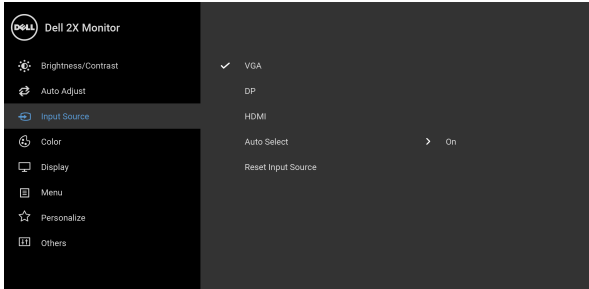 DELL Dell 2X Monitor
Brightness/Contrast
Auto Adjust
Input Source
Color
Display
Menu
Personalize
Others
VGA
DP
HDMI
Auto Select On
Reset Input Source